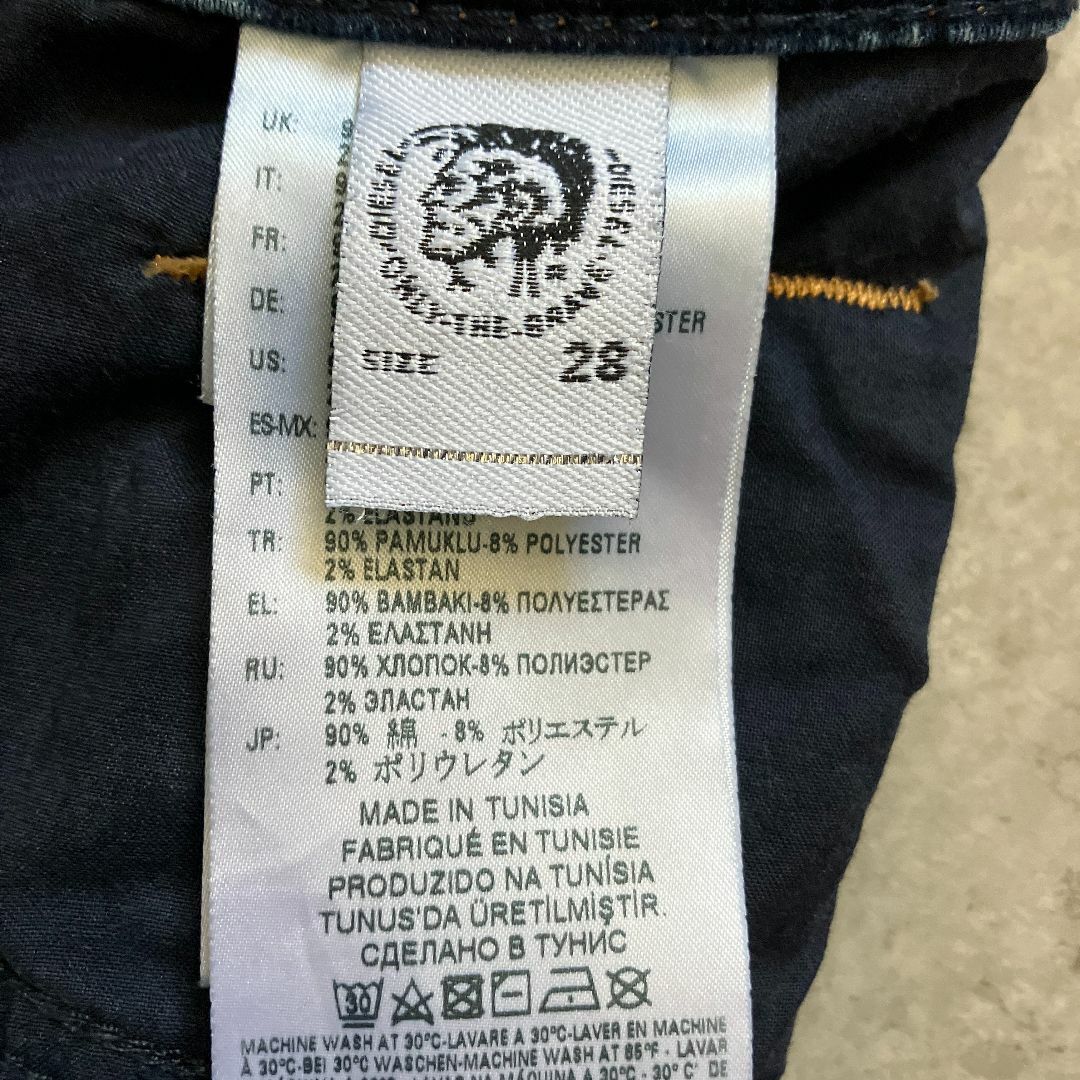 DIESEL
ONLY-THE-BRAVE
SIZE 28
UK:
IT:
FR:
DE:
STER
US:
ES-MX:
PT:
2% ELASTANO
TR: 90% PAMUKLU-8% POLYESTER
2% ELASTAN
EL: 90% ΒΑΜΒΑΚΙ-8% ΠΟΛΥΕΣΤΕΡΑΣ
2% ΕΛΑΣΤΑΝΗ
RU: 90% ХЛОПОК-8% ПОЛИЭСТЕР
2% ЭЛАСТАН
JP: 90% 綿 - 8% ポリエステル
2% ポリウレタン
MADE IN TUNISIA
FABRIQUÉ EN TUNISIE
PRODUZIDO NA TUNÍSIA
TUNUS'DA ÜRETİLMİŞTİR.
СДЕЛАНО В ТУНИС
30
MACHINE WASH AT 30°C-LAVARE A 30°C-LAVER EN MACHINE
A 30°C-BEI 30°C WASCHEN-MACHINE WASH AT 85°F - LAVAR